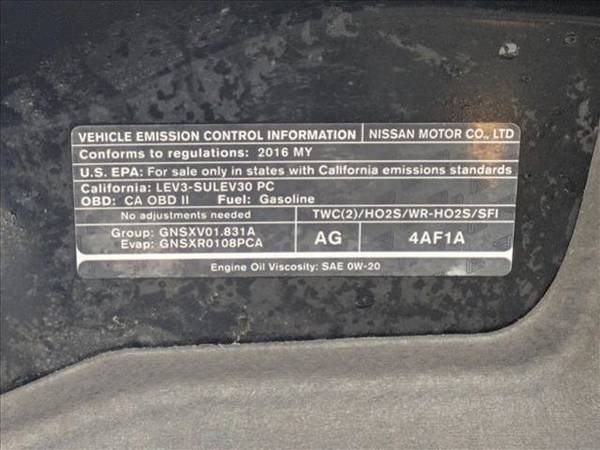 VEHICLE EMISSION CONTROL INFORMATION NISSAN MOTOR CO., LTD
Conforms to regulations: 2016 MY
U.S. EPA: For sale only in states with California emissions standards
California: LEV3-SULEV30 PC
OBD: CA OBD II Fuel: Gasoline
No adjustments needed TWC(2)/HO2S/WR-HO2S/SFI
Group: GNSXV01.831A
Evap: GNSXR0108PCA
AG 4AF1A
Engine Oil Viscosity: SAE 0W-20